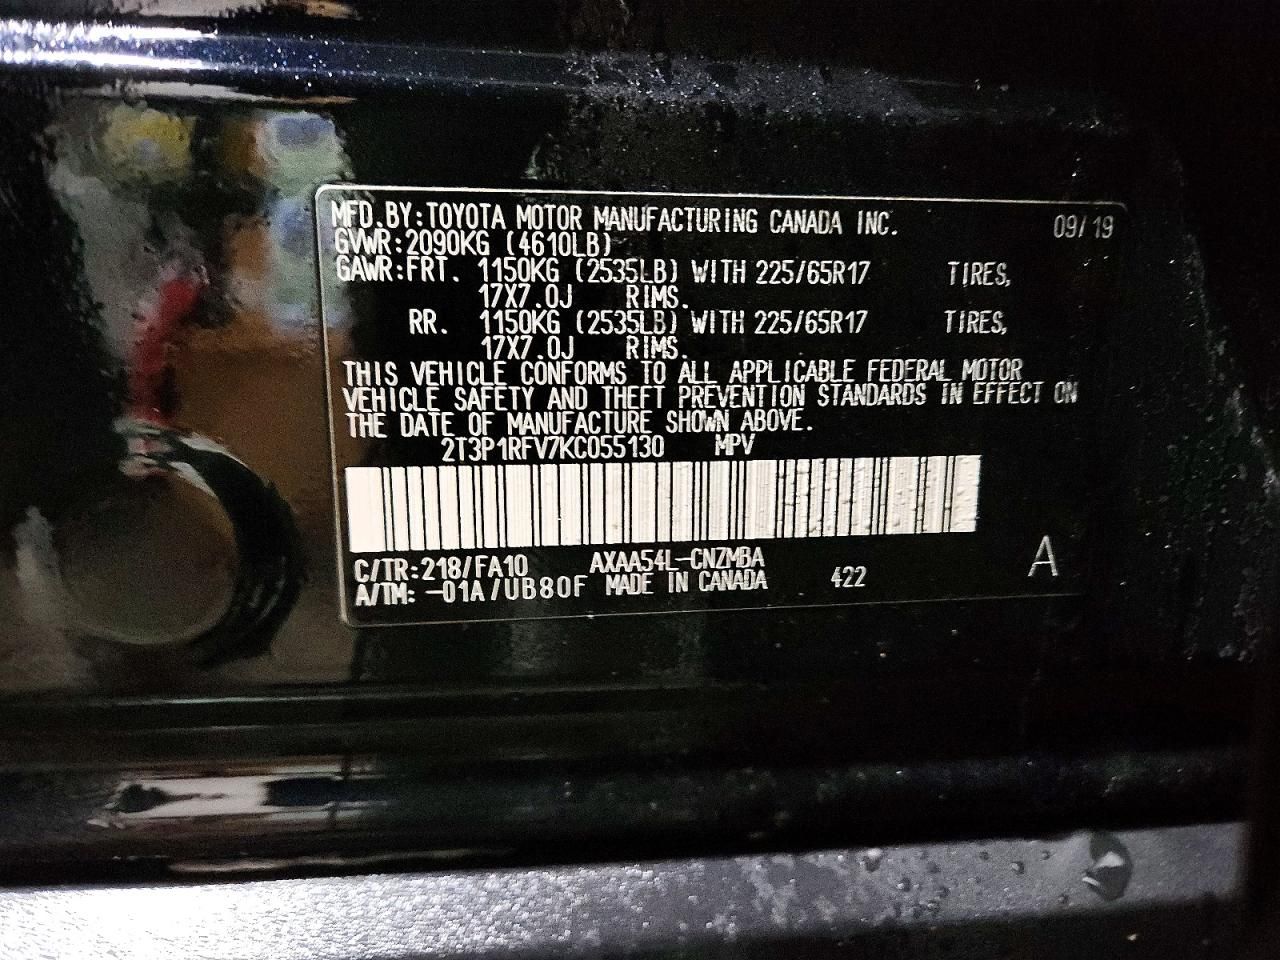 MFD.BY:TOYOTA MOTOR MANUFACTURING CANADA INC. 09/19
GVWR:2090KG (4610LB)
GAWR:FRT. 1150KG (2535LB) WITH 225/65R17 TIRES,
17X7.0J RIMS.
RR. 1150KG (2535LB) WITH 225/65R17 TIRES,
17X7.0J RIMS.
THIS VEHICLE CONFORMS TO ALL APPLICABLE FEDERAL MOTOR
VEHICLE SAFETY AND THEFT PREVENTION STANDARDS IN EFFECT ON
THE DATE OF MANUFACTURE SHOWN ABOVE.
2T3P1RFV7KC055130 MPV
C/TR:218/FA10 AXAA54L-CNZMBA
A/TM: -01A/UB80F MADE IN CANADA 422 A